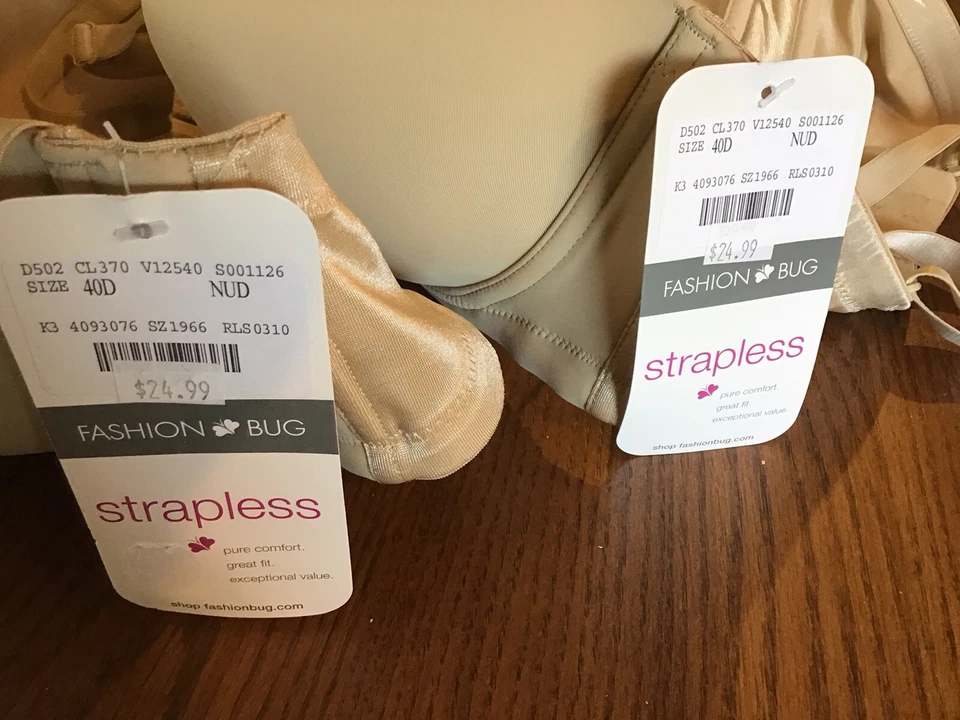 D502 CL370 V12540 S001126
SIZE 40D NUD
K3 4093076 SZ1966 RLS0310
$24.99
FASHION BUG
strapless
pure comfort.
great fit.
exceptional value.
shop fashionbug.com
D502 CL370 V12540 S001126
SIZE 40D NUD
K3 4093076 SZ1966 RLS0310
$24.99
FASHION BUG
strapless
pure comfort.
great fit.
exceptional value.
shop fashionbug.com